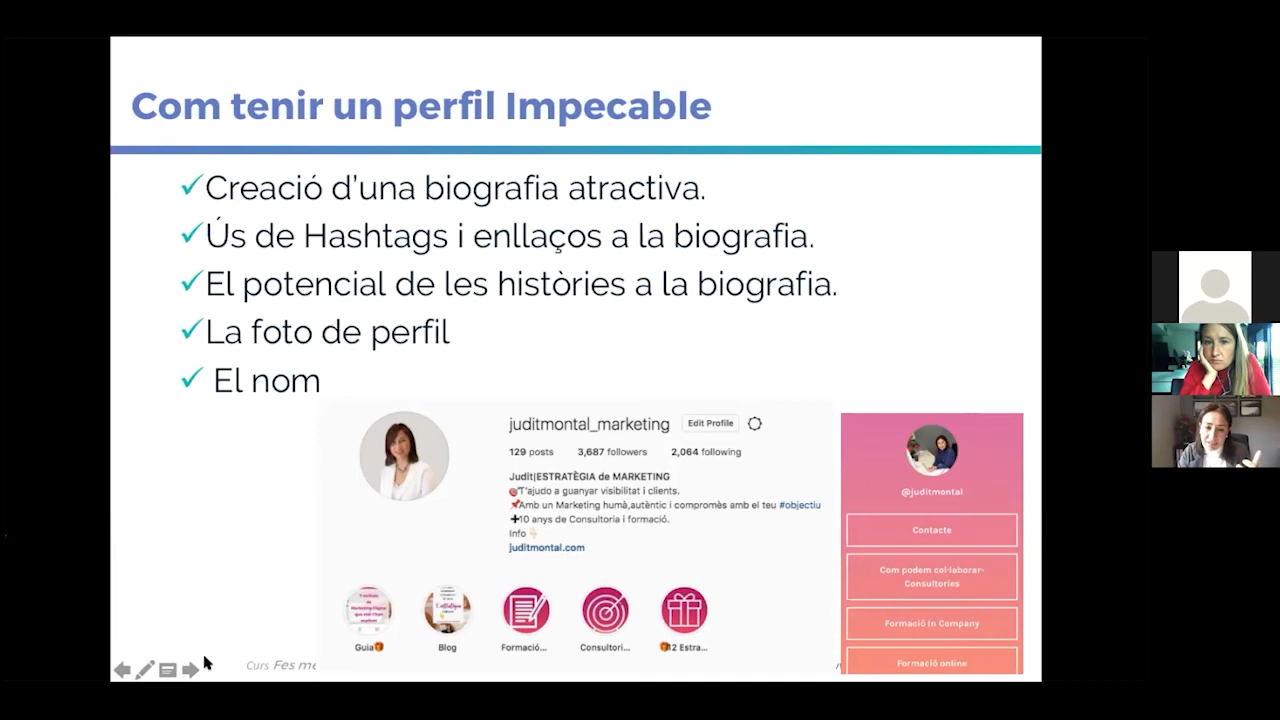 Com tenir un perfil Impecable
Creació d'una biografia atractiva.
Ús de Hashtags i enllaços a la biografia.
El potencial de les històries a la biografia.
La foto de perfil
El nom
juditmontal_marketing Edit Profile
129 posts 3,687 followers 2,064 following
Judit|ESTRATÈGIA de MARKETING
T'ajudo a guanyar visibilitat i clients.
Amb un Marketing humà,autèntic i compromès amb el teu #objectiu
10 anys de Consultoria i formació.
Info
juditmontal.com
Guia Blog Formació... Consultori... 12 Estra...
@juditmontal
Contacte
Com podem col·laborar-
Consultories
Formació In Company
Formació online
Curs Fes me